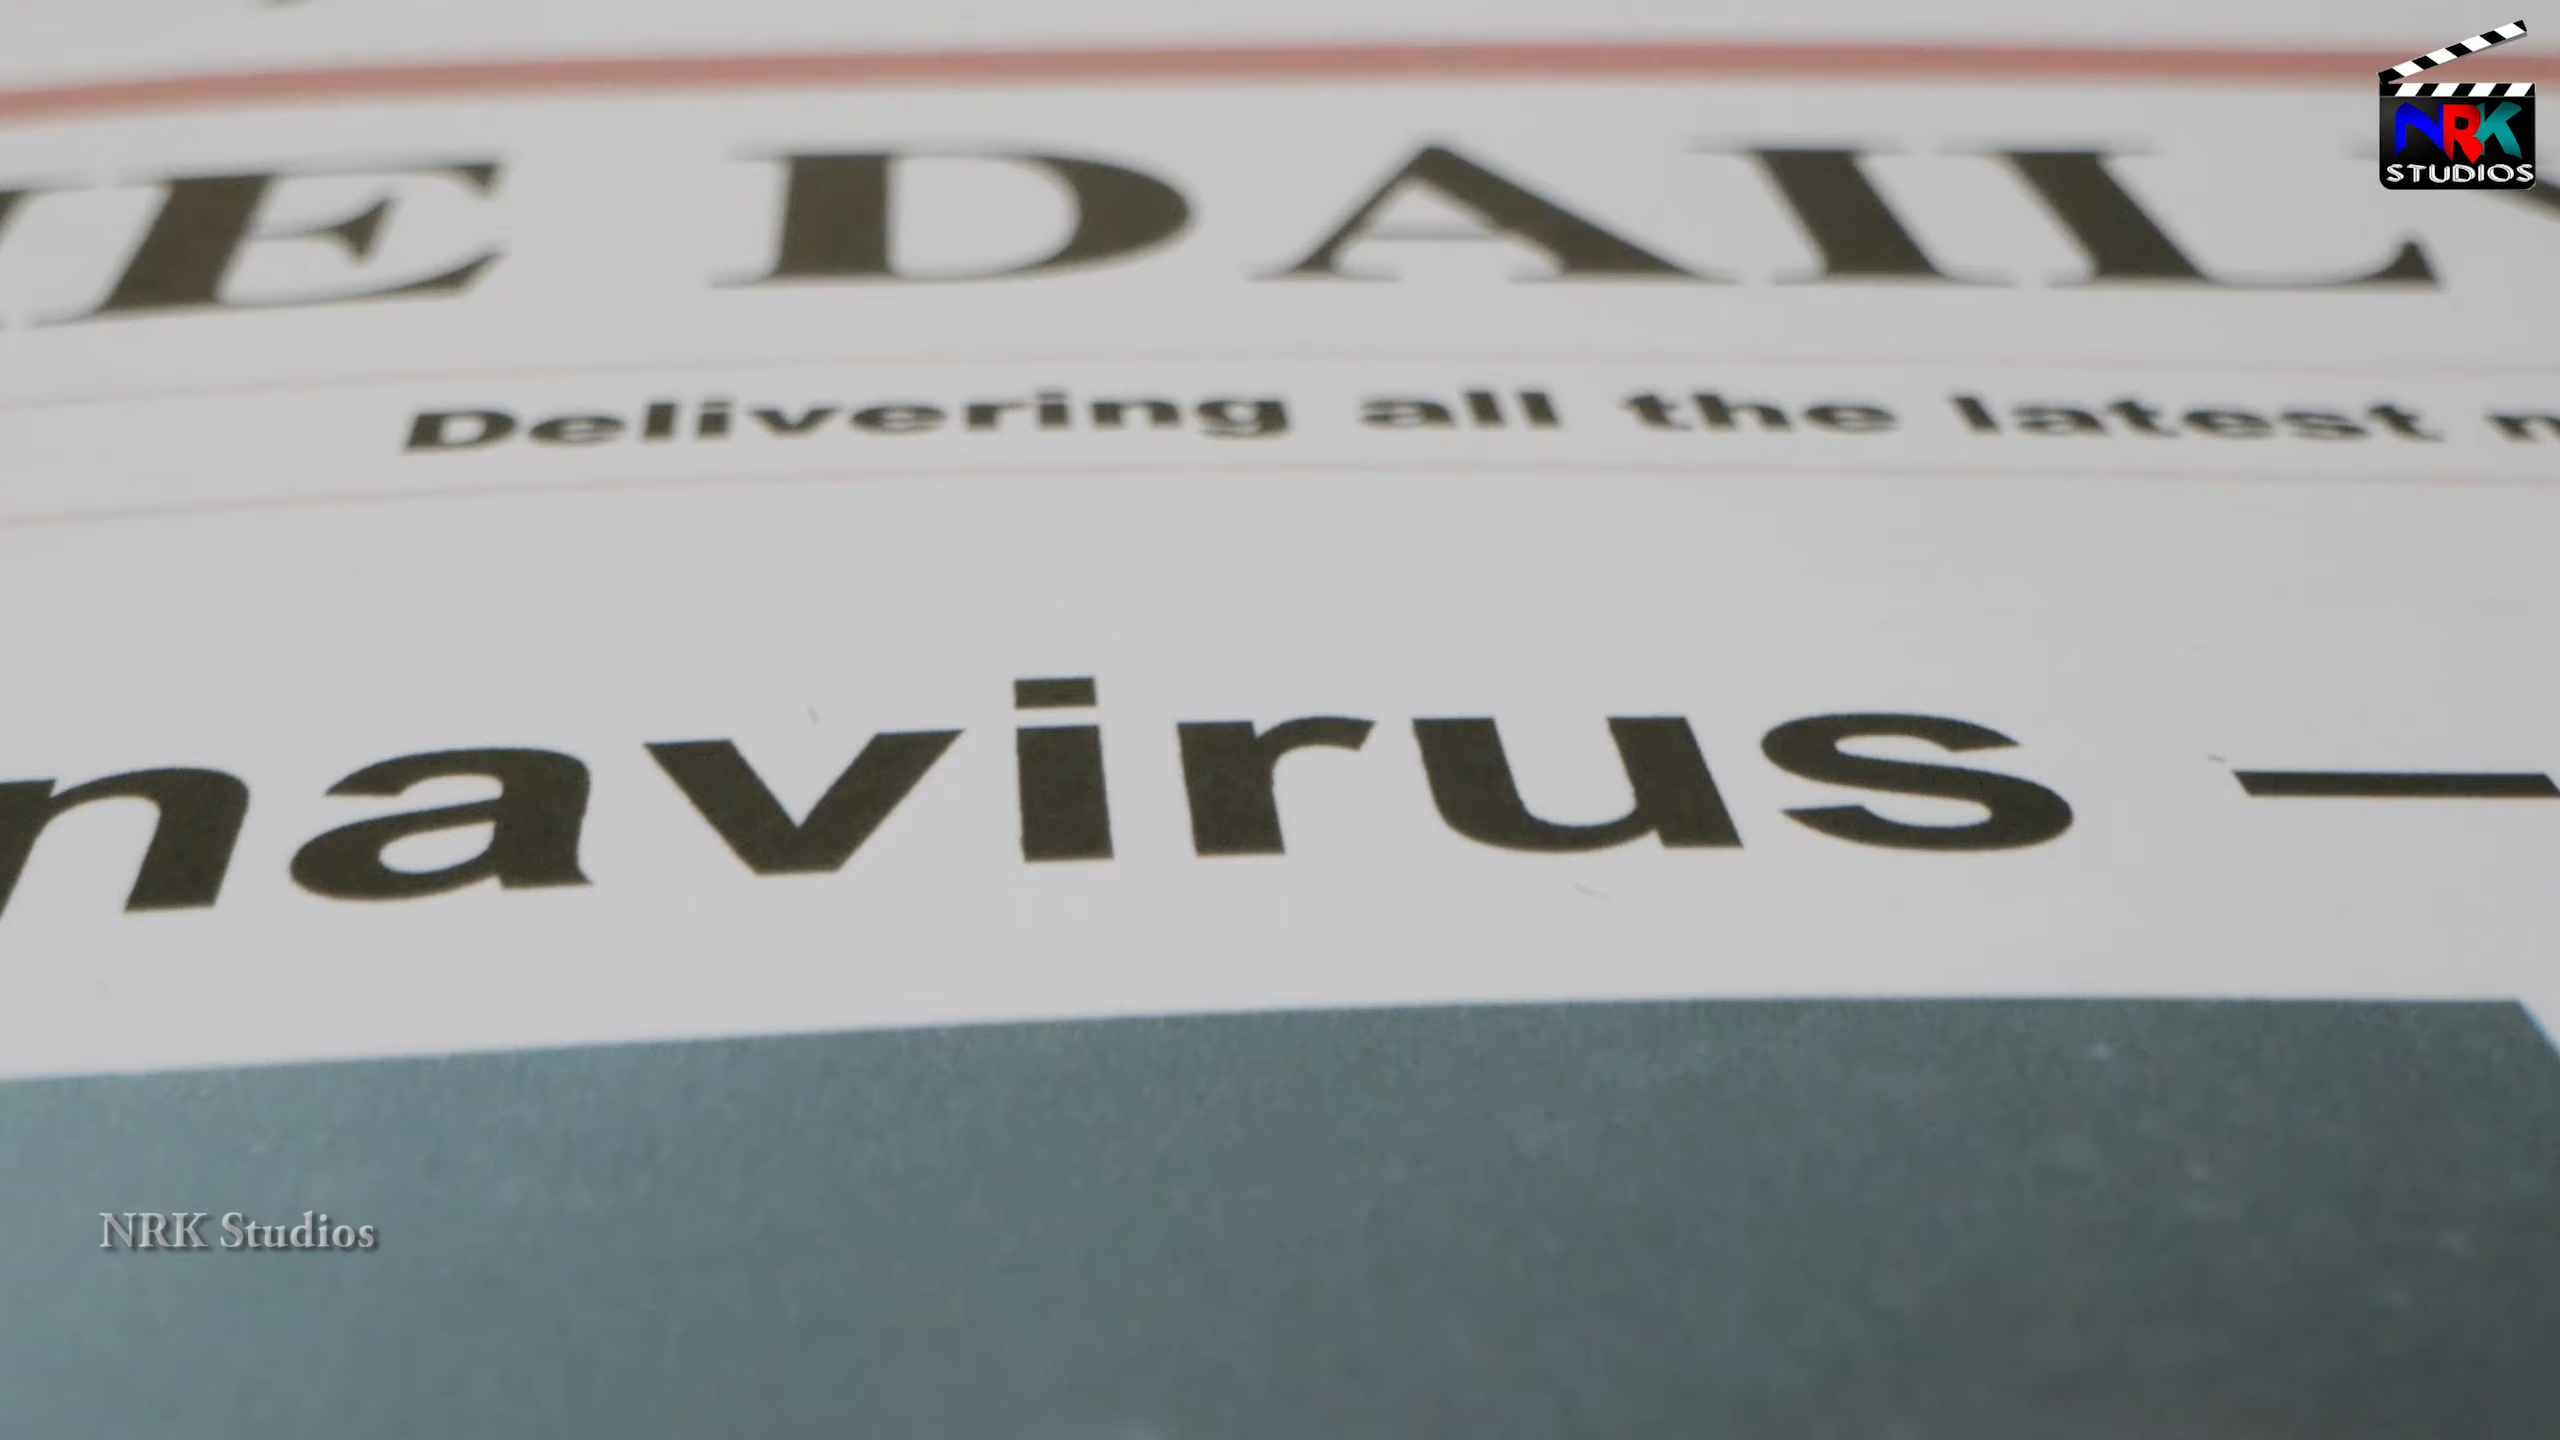 NRK
STUDIOS
E DAIL
Delivering all the latest
navirus —
NRK Studios